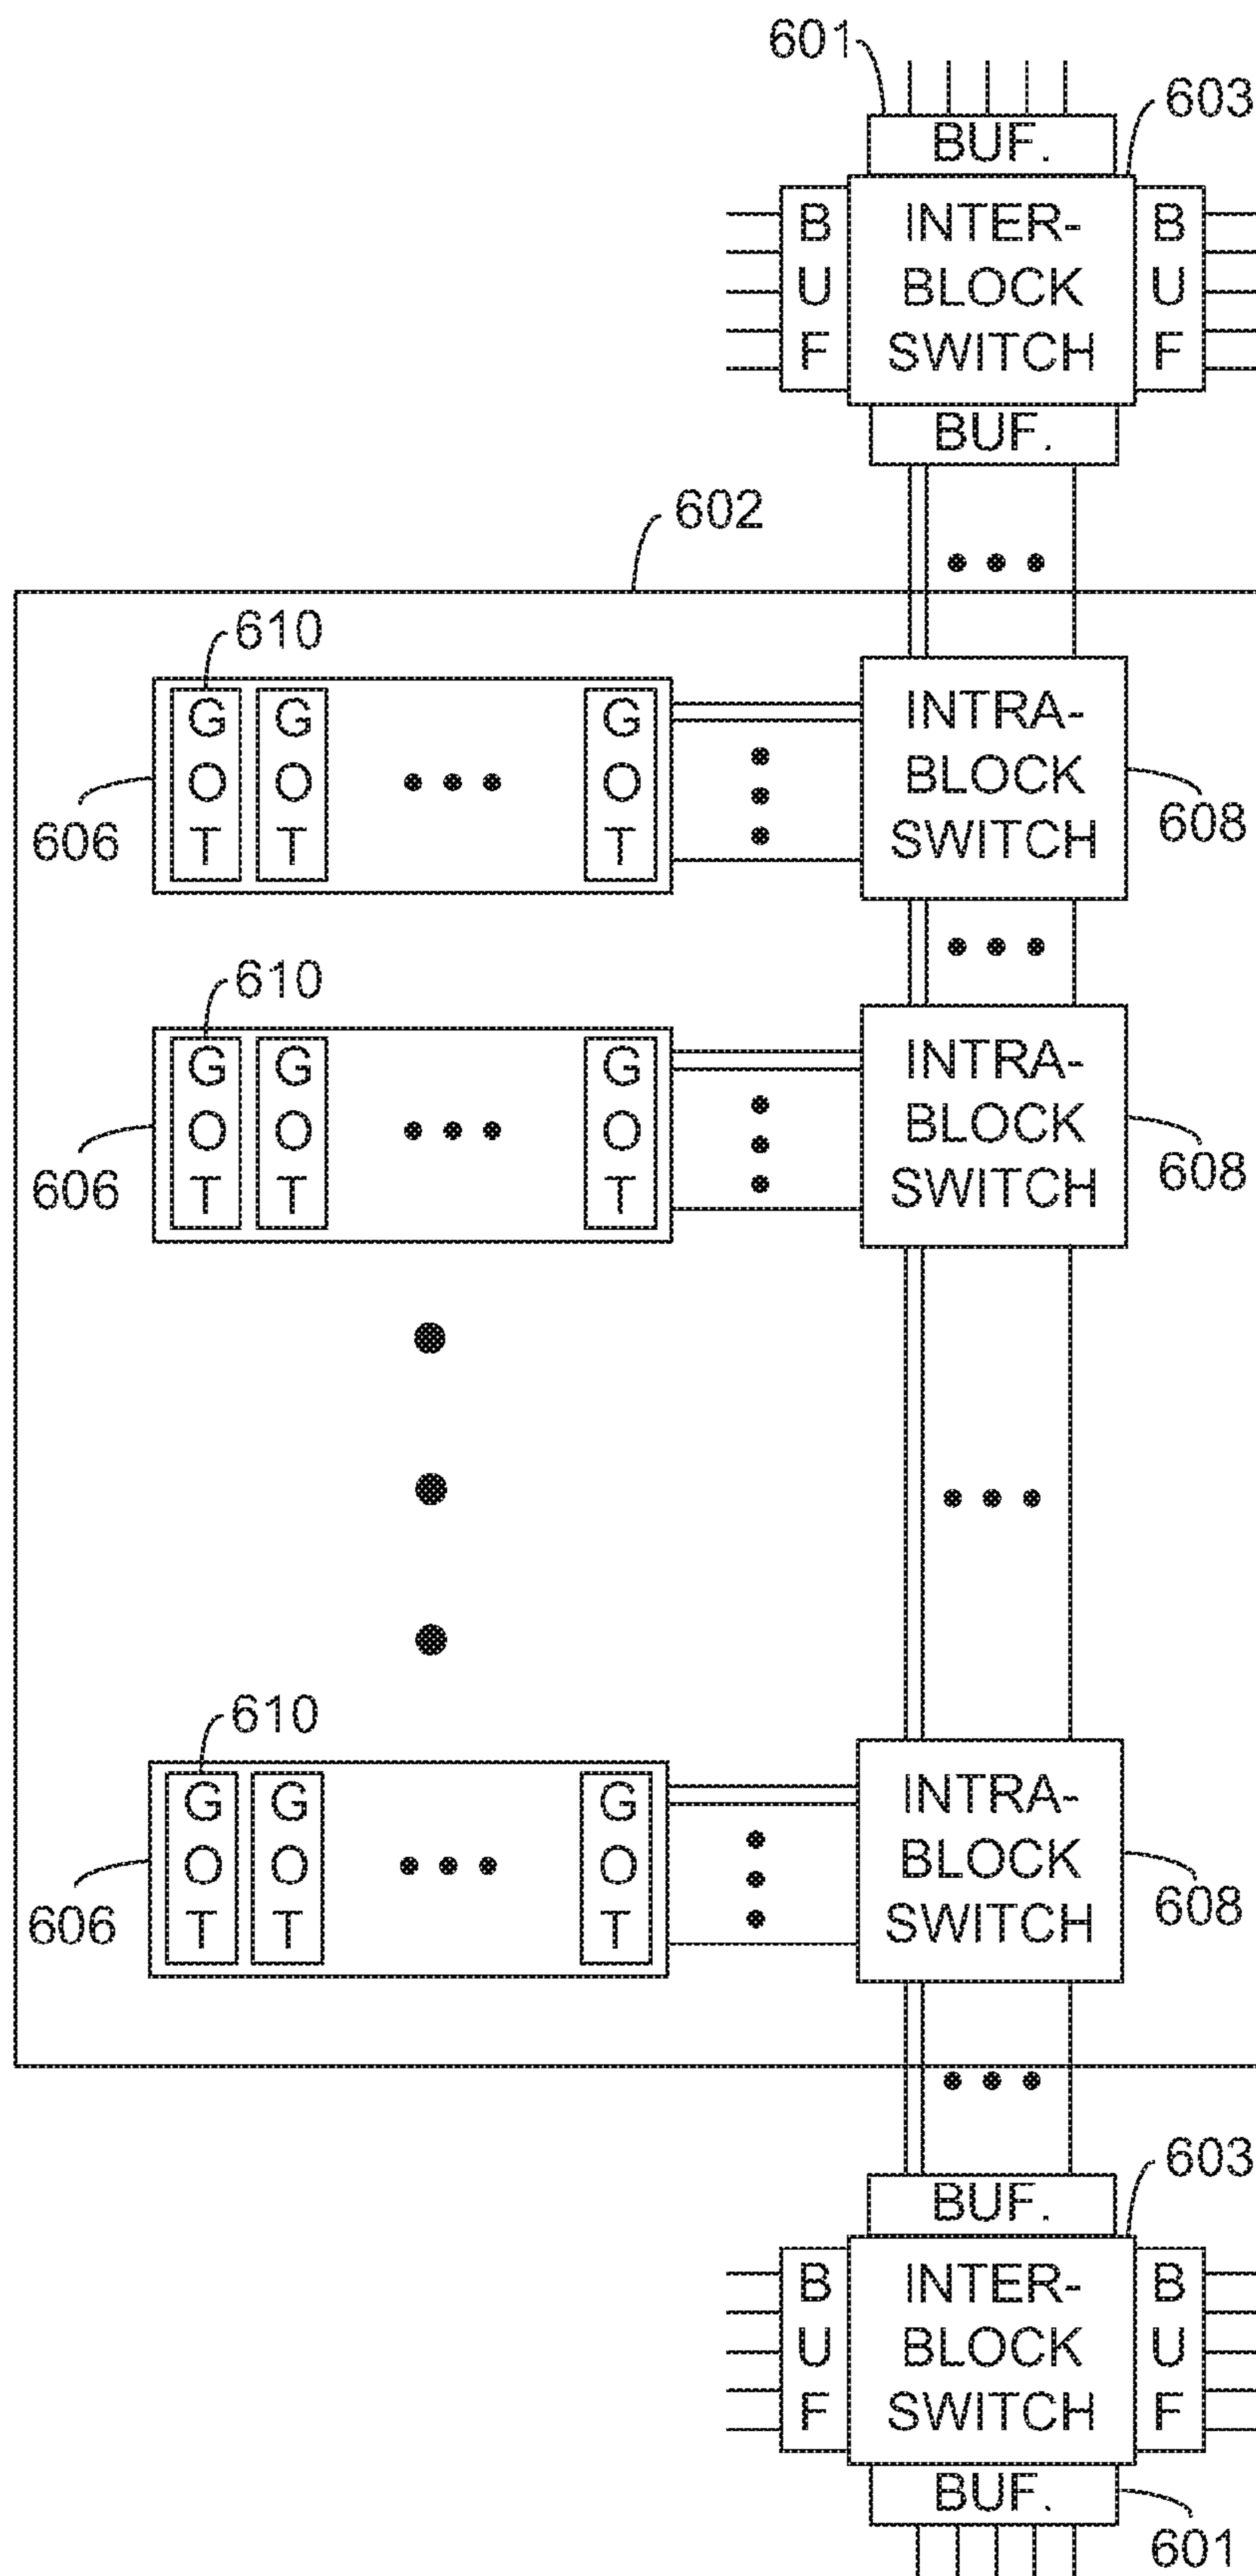 601
603
BUF.
B
U
F
INTER-
BLOCK
SWITCH
B
U
F
BUF.
602
610
G
O
T
G
O
T
G
O
T
606
INTRA-
BLOCK
SWITCH
608
610
G
O
T
G
O
T
G
O
T
606
INTRA-
BLOCK
SWITCH
608
610
G
O
T
G
O
T
G
O
T
606
INTRA-
BLOCK
SWITCH
608
603
BUF.
B
U
F
INTER-
BLOCK
SWITCH
B
U
F
BUF.
601